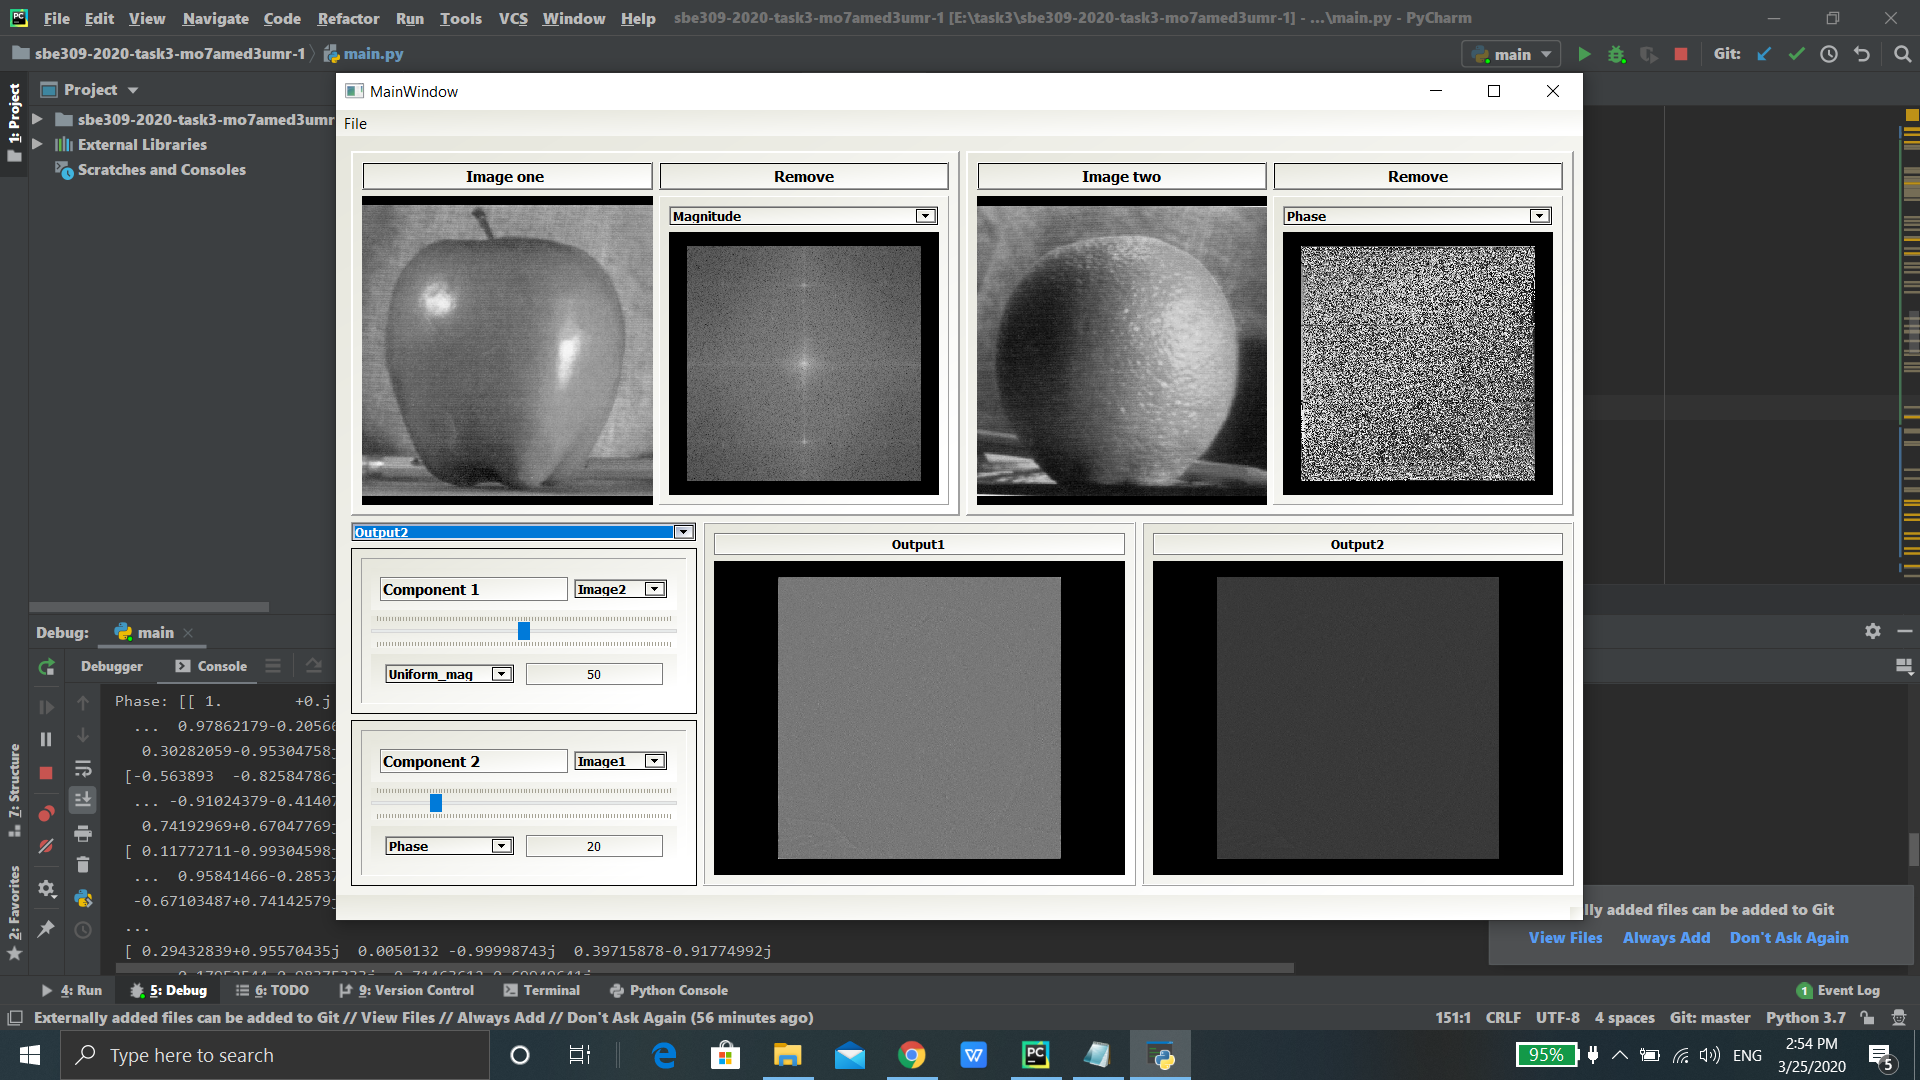 File Edit View Navigate Code Refactor Run Tools VCS Window Help sbe309-2020-task3-mo7amed3umr-1 [E:\task3\sbe309-2020-task3-mo7amed3umr-1] - ...\main.py - PyCharm
sbe309-2020-task3-mo7amed3umr-1 main.py
main Git:
1: Project
Project
sbe309-2020-task3-mo7amed3umr
External Libraries
Scratches and Consoles
MainWindow
File
Image one Remove
Magnitude
Image two Remove
Phase
Output2
Component 1 Image2
Uniform_mag 50
Component 2 Image1
Phase 20
Output1
Output2
Debug: main
Debugger Console
Phase: [[ 1. +0.j
... 0.97862179-0.2056
0.30282059-0.95304758j
[-0.563893 -0.82584786j
... -0.91024379-0.41407
0.74192969+0.67047769j
[ 0.11772711-0.99304598j
... 0.95841466-0.28537
-0.67103487+0.74142579j
...
[ 0.29432839+0.95570435j 0.0050132 -0.99998743j 0.39715878-0.91774992j
7: Structure
2: Favorites
lly added files can be added to Git
View Files Always Add Don't Ask Again
4: Run 5: Debug 6: TODO 9: Version Control Terminal Python Console 1 Event Log
Externally added files can be added to Git // View Files // Always Add // Don't Ask Again (56 minutes ago) 151:1 CRLF UTF-8 4 spaces Git: master Python 3.7
Type here to search
95% ENG 2:54 PM
3/25/2020 5